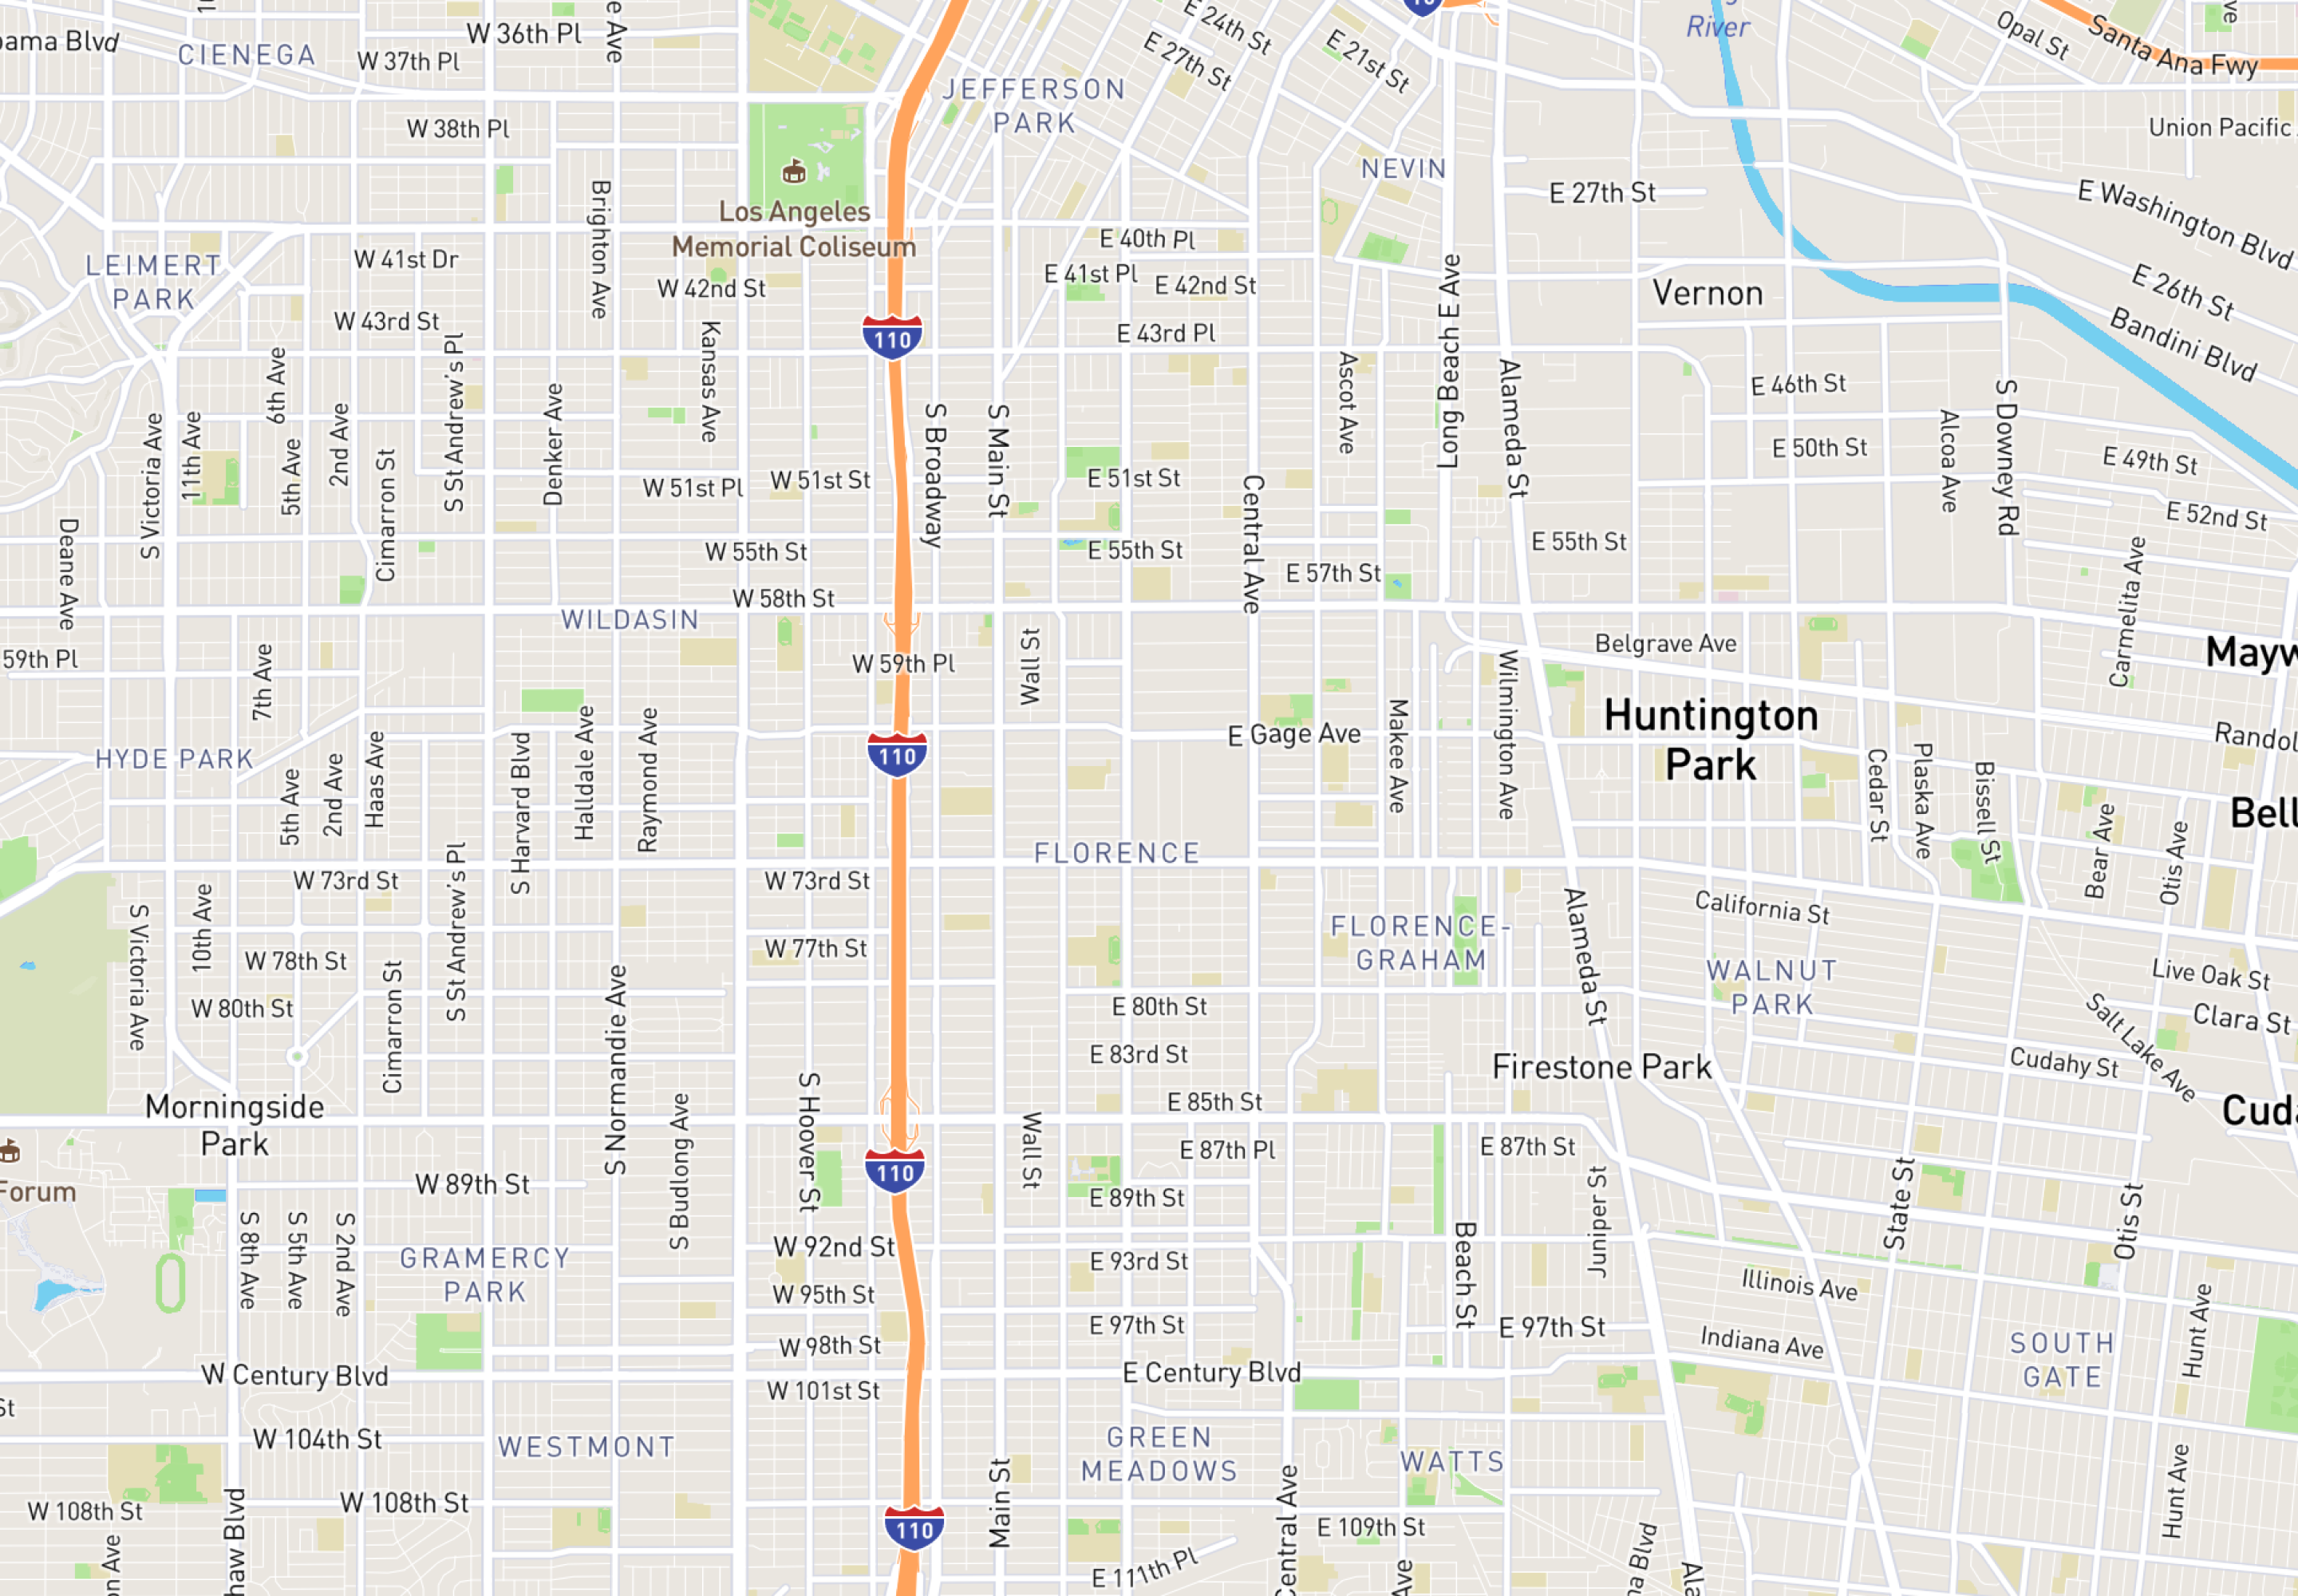 CIENEGA
W 36th Pl
W 37th Pl
W 38th Pl
e Ave
E 24th St
E 27th St
E 21st St
River
Opal St
Santa Ana Fwy
ama Blvd
JEFFERSON
PARK
NEVIN
Union Pacific
E 27th St
E Washington Blvd
Brighton Ave
Los Angeles
Memorial Coliseum
LEIMERT
PARK
W 41st Dr
W 42nd St
W 43rd St
E 40th Pl
E 41st Pl
E 42nd St
E 43rd Pl
Vernon
E 26th St
Bandini Blvd
110
Kansas Ave
6th Ave
S St Andrew's Pl
Denker Ave
2nd Ave
11th Ave
S Victoria Ave
5th Ave
Cimarron St
S Broadway
S Main St
Ascot Ave
Long Beach E Ave
Alameda St
E 46th St
E 50th St
Alcoa Ave
S Downey Rd
E 49th St
E 52nd St
W 51st Pl
W 51st St
E 51st St
Central Ave
Deane Ave
W 55th St
E 55th St
E 55th St
E 57th St
W 58th St
Carmelita Ave
WILDASIN
59th Pl
W 59th Pl
Wall St
7th Ave
Belgrave Ave
Mayw
Wilmington Ave
Makee Ave
Huntington
Park
Randol
HYDE PARK
110
E Gage Ave
Haas Ave
5th Ave
2nd Ave
S Harvard Blvd
Halldale Ave
Raymond Ave
Cedar St
Plaska Ave
Bissell St
Bear Ave
Otis Ave
Bell
FLORENCE
W 73rd St
W 73rd St
S St Andrew's Pl
10th Ave
S Victoria Ave
California St
Alameda St
FLORENCE-
GRAHAM
W 77th St
W 78th St
W 80th St
Cimarron St
S Normandie Ave
WALNUT
PARK
Live Oak St
Clara St
Salt Lake Ave
Cudahy St
E 80th St
E 83rd St
E 85th St
Firestone Park
Morningside
Park
S Hoover St
S Budlong Ave
Wall St
E 87th Pl
E 87th St
Cuda
Forum
110
W 89th St
E 89th St
Juniper St
State St
Otis St
S 8th Ave
S 5th Ave
S 2nd Ave
GRAMERCY
PARK
W 92nd St
E 93rd St
Beach St
W 95th St
Illinois Ave
Hunt Ave
E 97th St
E 97th St
W 98th St
Indiana Ave
SOUTH
GATE
W Century Blvd
E Century Blvd
W 101st St
St
W 104th St
WESTMONT
GREEN
MEADOWS
WATTS
Main St
Central Ave
Hunt Ave
W 108th St
W 108th St
haw Blvd
110
E 109th St
E 111th Pl
on Ave
Ave
na Blvd
Ala